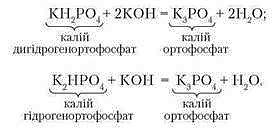 KH₂PO₄ + 2KOH = K₃PO₄ + 2H₂O;
калій калій
дигідрогенортофосфат ортофосфат
K₂HPO₄ + KOH = K₃PO₄ + H₂O.
калій калій
гідрогенортофосфат ортофосфат